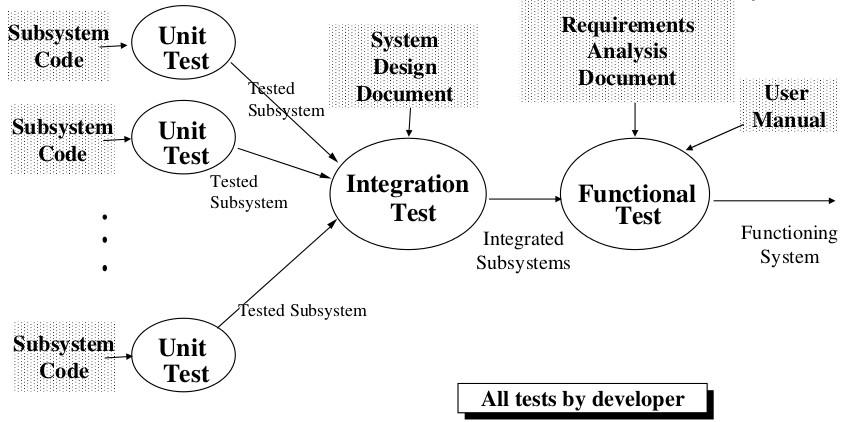 Subsystem
Code
Unit
Test
Tested
Subsystem
System
Design
Document
Requirements
Analysis
Document
User
Manual
Subsystem
Code
Unit
Test
Tested
Subsystem
Integration
Test
Integrated
Subsystems
Functional
Test
Functioning
System
Subsystem
Code
Unit
Test
Tested Subsystem
All tests by developer